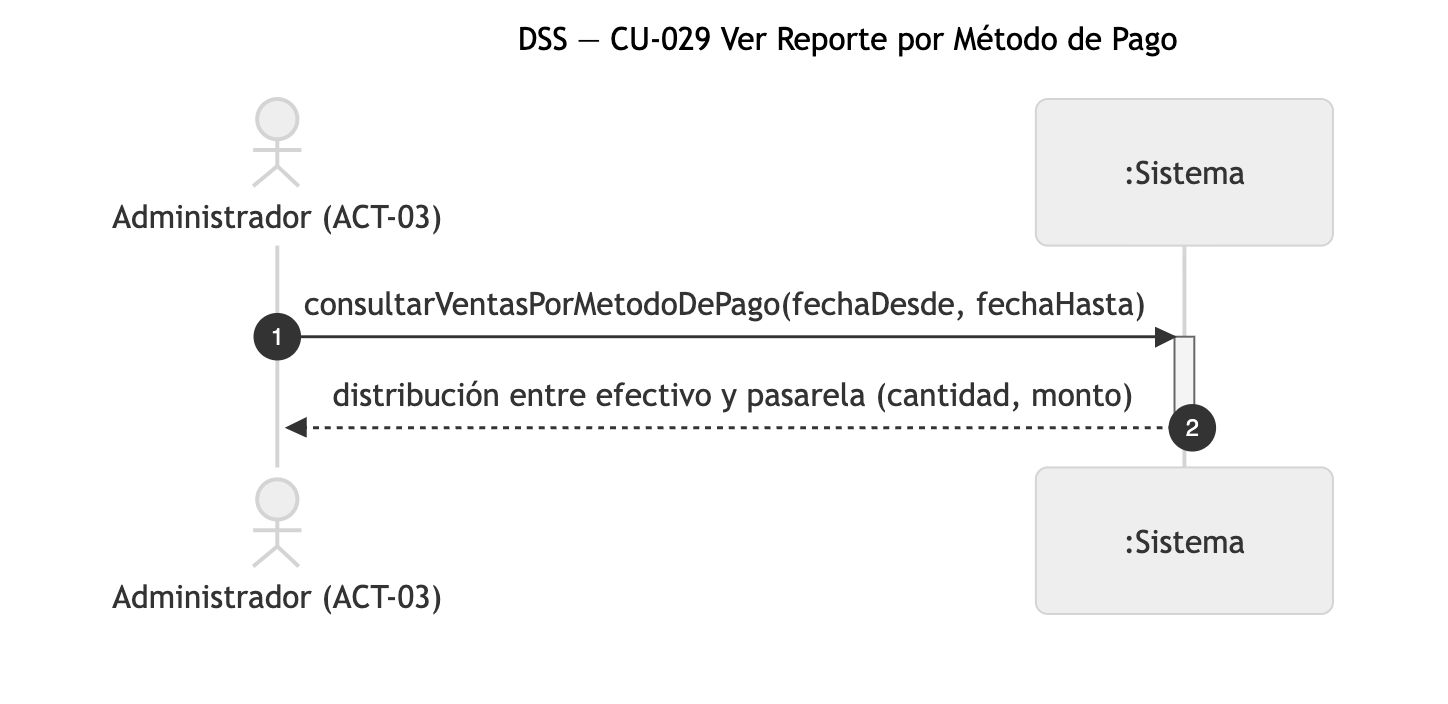 DSS — CU-029 Ver Reporte por Método de Pago
:Sistema
Administrador (ACT-03)
consultarVentasPorMetodoDePago(fechaDesde, fechaHasta)
1
distribución entre efectivo y pasarela (cantidad, monto)
2
:Sistema
Administrador (ACT-03)